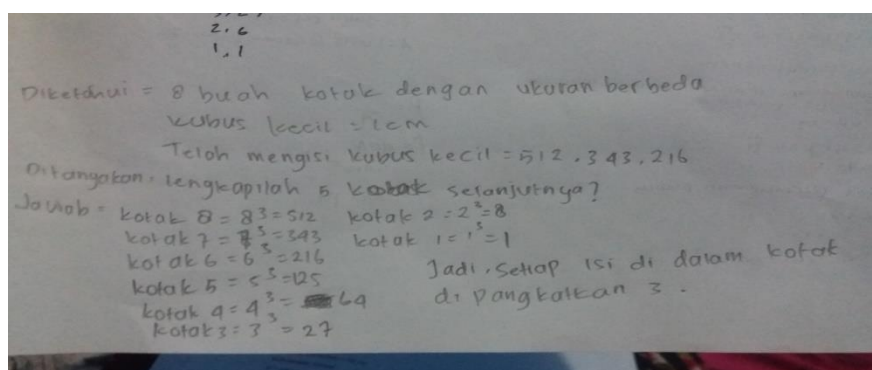 2. 6
1. 1
Diketahui = 8 buah kotak dengan ukuran berbeda
kubus kecil = 1cm
Teloh mengisi kubus kecil = 512, 343, 216
Ditanyakan = lengkapilah 5 kotak selanjutnya?
Jawab = kotak 8 = 8³ = 512
kotak 7 = 7³ = 343
kotak 6 = 6³ = 216
kotak 5 = 5³ = 125
kotak 4 = 4³ = 64
kotak 3 = 3³ = 27
kotak 2 = 2³ = 8
kotak 1 = 1³ = 1
Jadi, setiap isi di dalam kotak
di pangkatkan 3.